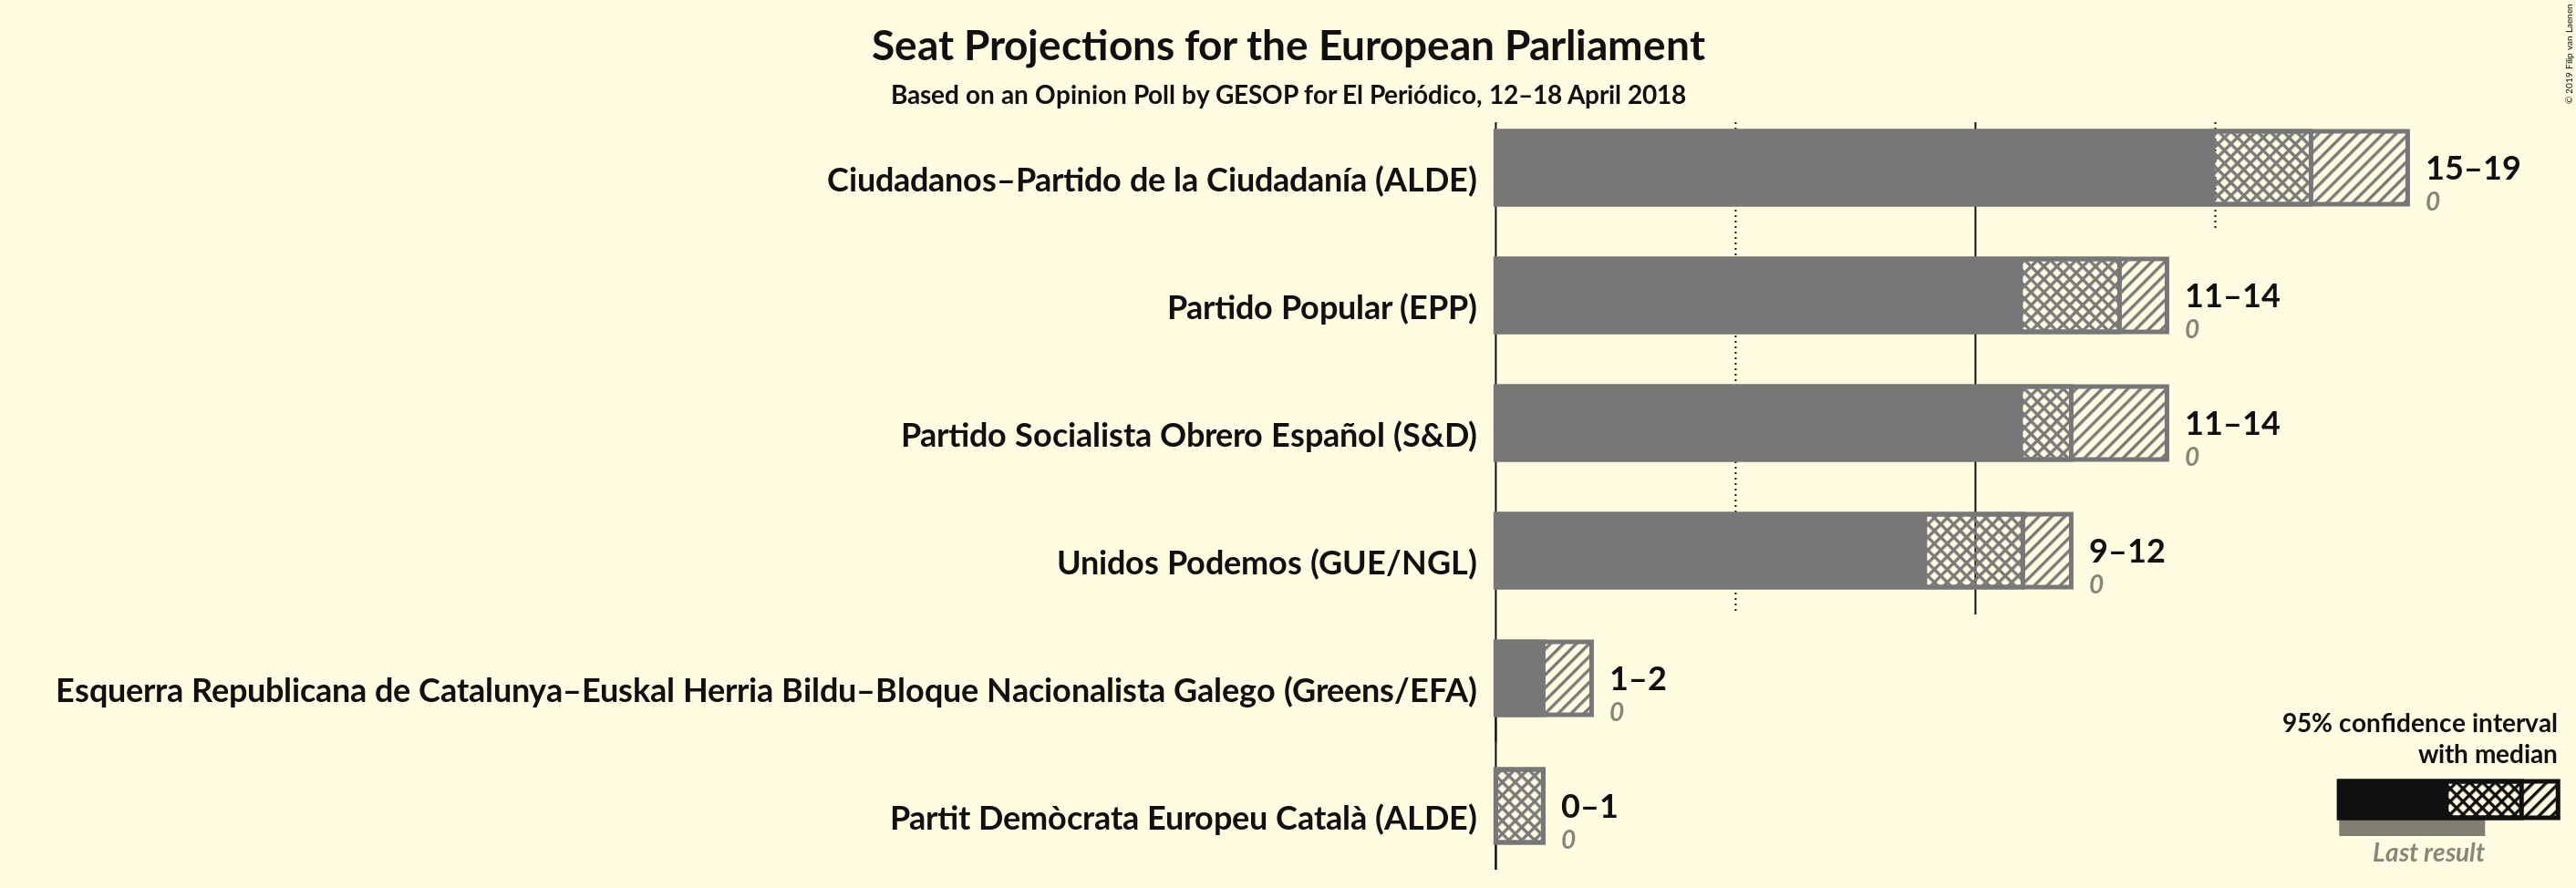 Seat Projections for the European Parliament
Based on an Opinion Poll by GESOP for El Periódico, 12–18 April 2018
© 2019 Filip van Laenen
Ciudadanos–Partido de la Ciudadanía (ALDE)
15–19
0
Partido Popular (EPP)
11–14
0
Partido Socialista Obrero Español (S&D)
11–14
0
Unidos Podemos (GUE/NGL)
9–12
0
Esquerra Republicana de Catalunya–Euskal Herria Bildu–Bloque Nacionalista Galego (Greens/EFA)
1–2
0
Partit Demòcrata Europeu Català (ALDE)
0–1
0
95% confidence interval
with median
Last result